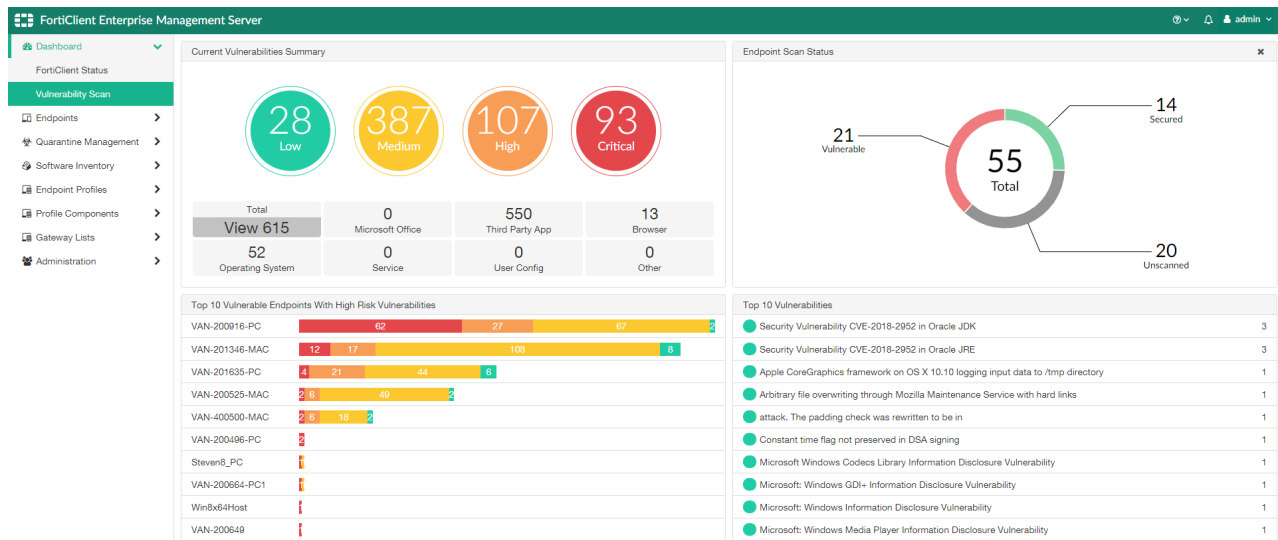 FortiClient Enterprise Management Server
admin
Dashboard
FortiClient Status
Vulnerability Scan
Endpoints
Quarantine Management
Software Inventory
Endpoint Profiles
Profile Components
Gateway Lists
Administration
Current Vulnerabilities Summary
28
Low
387
Medium
107
High
93
Critical
Total
View 615
0
Microsoft Office
550
Third Party App
13
Browser
52
Operating System
0
Service
0
User Config
0
Other
Endpoint Scan Status
14
Secured
21
Vulnerable
55
Total
20
Unscanned
Top 10 Vulnerable Endpoints With High Risk Vulnerabilities
VAN-200916-PC 62 27 67 2
VAN-201346-MAC 12 17 108 8
VAN-201635-PC 4 21 44 6
VAN-200525-MAC 2 6 49 2
VAN-400500-MAC 2 6 18 2
VAN-200496-PC 2
Steven8_PC
VAN-200664-PC1
Win8x64Host
VAN-200649
Top 10 Vulnerabilities
Security Vulnerability CVE-2018-2952 in Oracle JDK 3
Security Vulnerability CVE-2018-2952 in Oracle JRE 3
Apple CoreGraphics framework on OS X 10.10 logging input data to /tmp directory 1
Arbitrary file overwriting through Mozilla Maintenance Service with hard links 1
attack. The padding check was rewritten to be in 1
Constant time flag not preserved in DSA signing 1
Microsoft Windows Codecs Library Information Disclosure Vulnerability 1
Microsoft: Windows GDI+ Information Disclosure Vulnerability 1
Microsoft: Windows Information Disclosure Vulnerability 1
Microsoft: Windows Media Player Information Disclosure Vulnerability 1